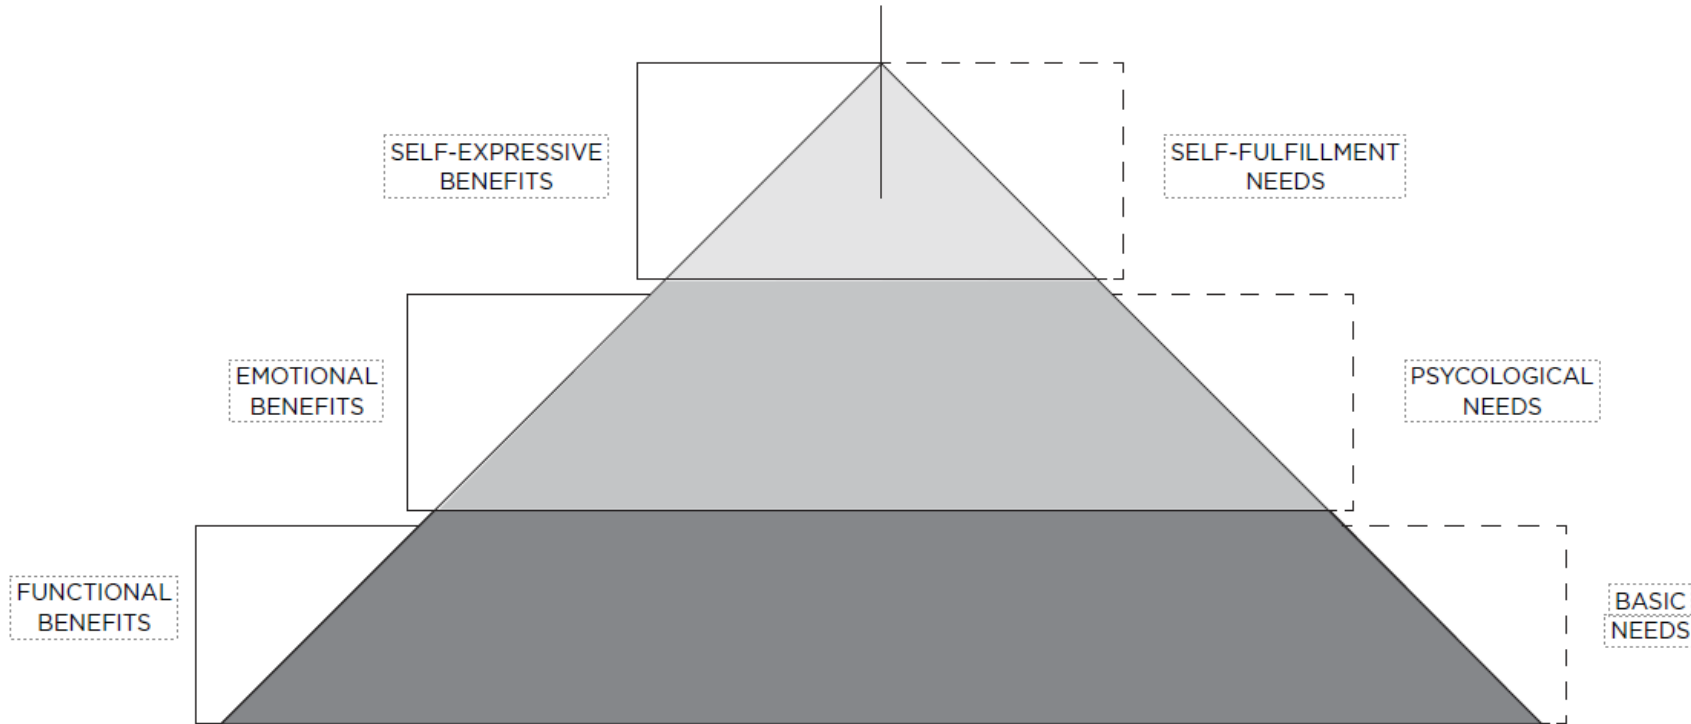 SELF-EXPRESSIVE
BENEFITS
SELF-FULFILLMENT
NEEDS
EMOTIONAL
BENEFITS
PSYCOLOGICAL
NEEDS
FUNCTIONAL
BENEFITS
BASIC
NEEDS